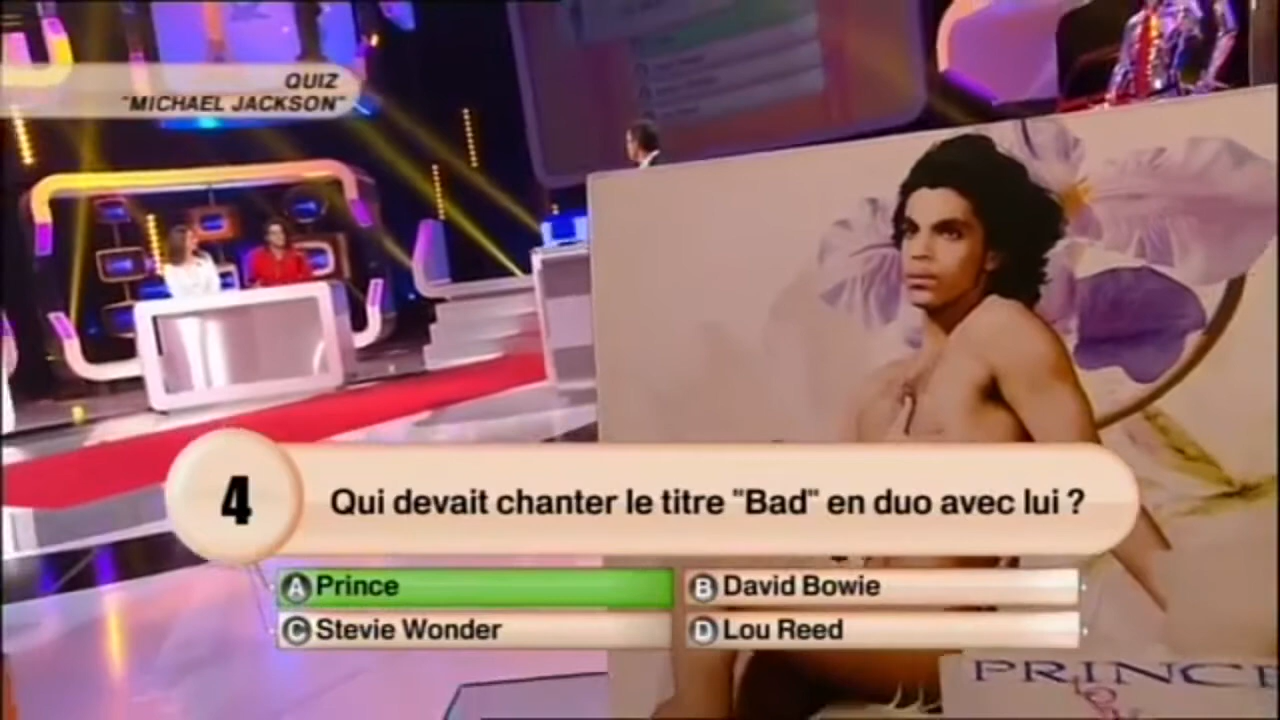 QUIZ
"MICHAEL JACKSON"
4
Qui devait chanter le titre "Bad" en duo avec lui ?
A Prince
B David Bowie
C Stevie Wonder
D Lou Reed
PRINCE